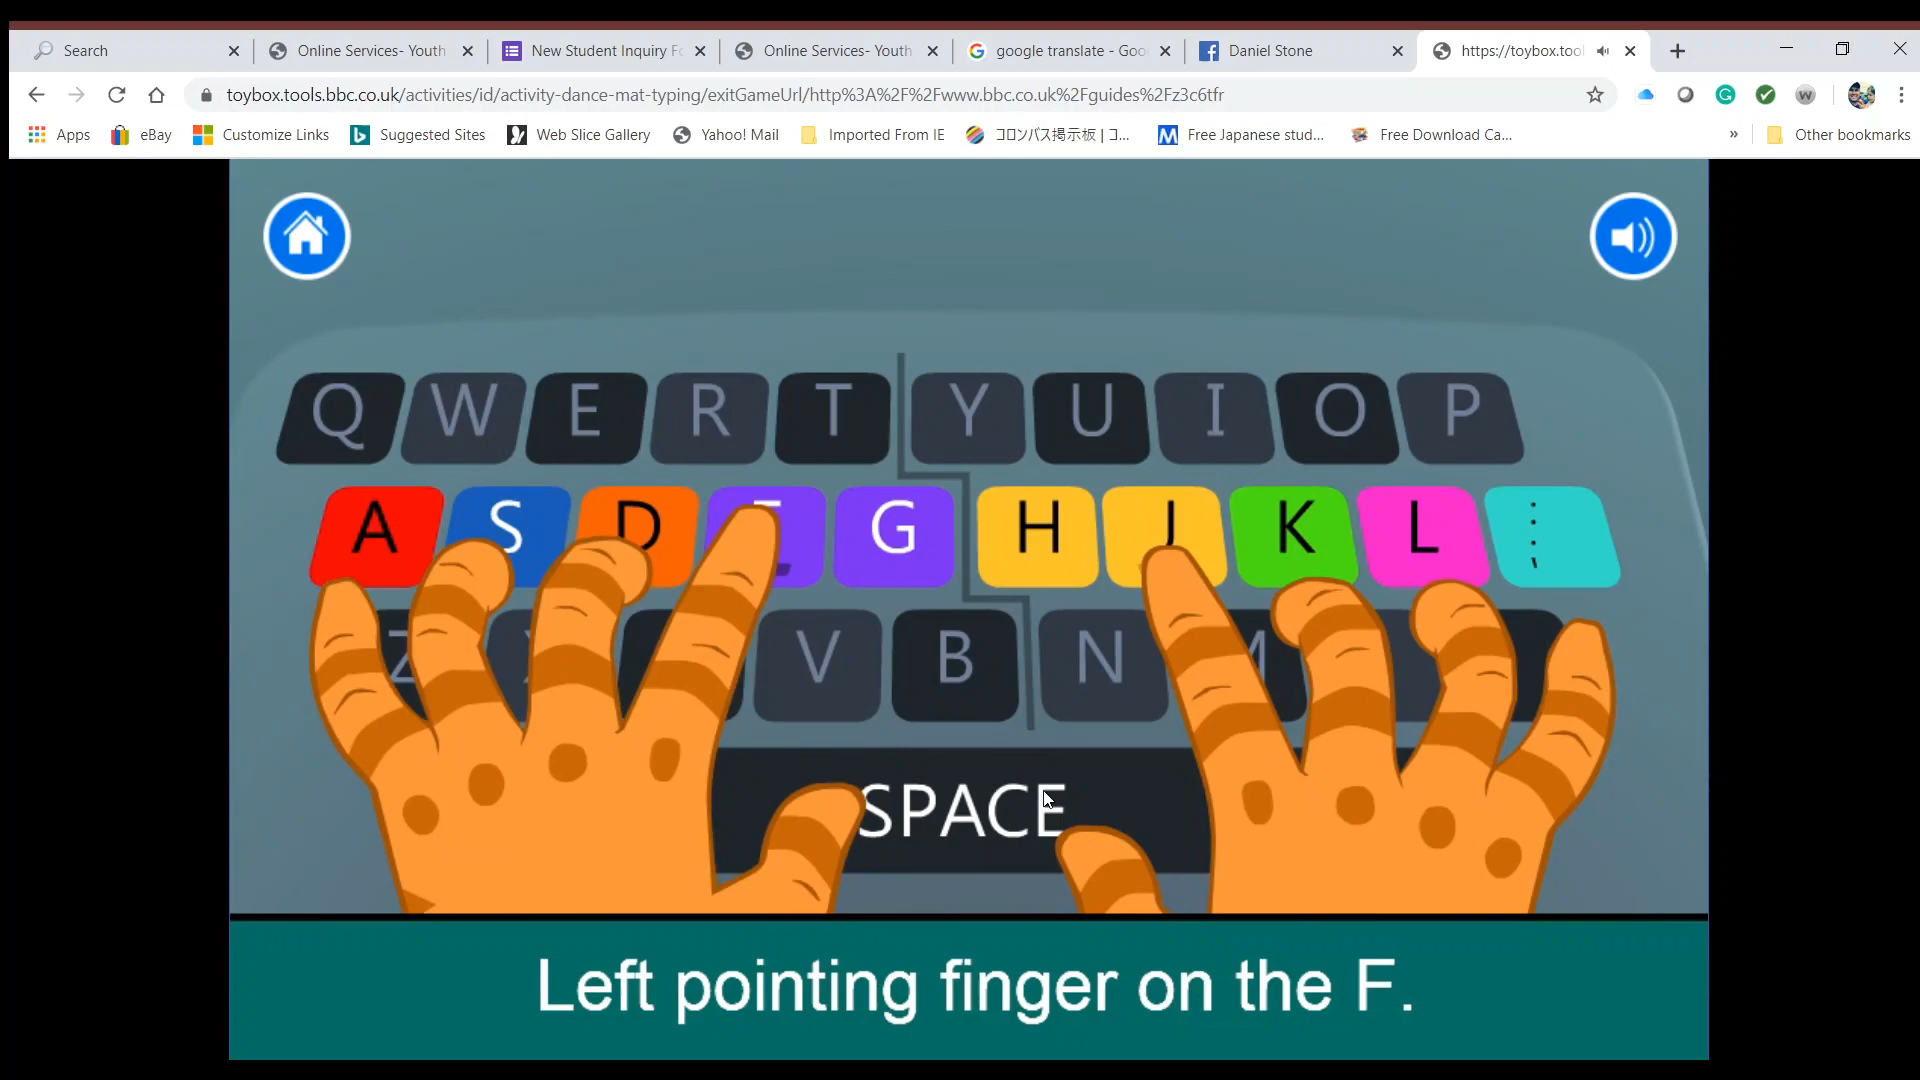 Search
Online Services- Youth
New Student Inquiry Fo
Online Services- Youth
google translate - Goo
Daniel Stone
https://toybox.tool
toybox.tools.bbc.co.uk/activities/id/activity-dance-mat-typing/exitGameUrl/http%3A%2F%2Fwww.bbc.co.uk%2Fguides%2Fz3c6tfr
Apps
eBay
Customize Links
Suggested Sites
Web Slice Gallery
Yahoo! Mail
Imported From IE
コロンバス掲示板 | コ...
Free Japanese stud...
Free Download Ca...
»
Other bookmarks
Q W E R T Y U I O P
A S D G H J K L ;
Z V B N M
SPACE
Left pointing finger on the F.